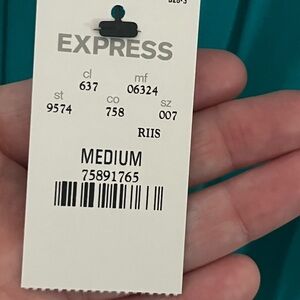 EXPRESS
cl mf
637 06324
st co sz
9574 758 007
RIIS
MEDIUM
75891765